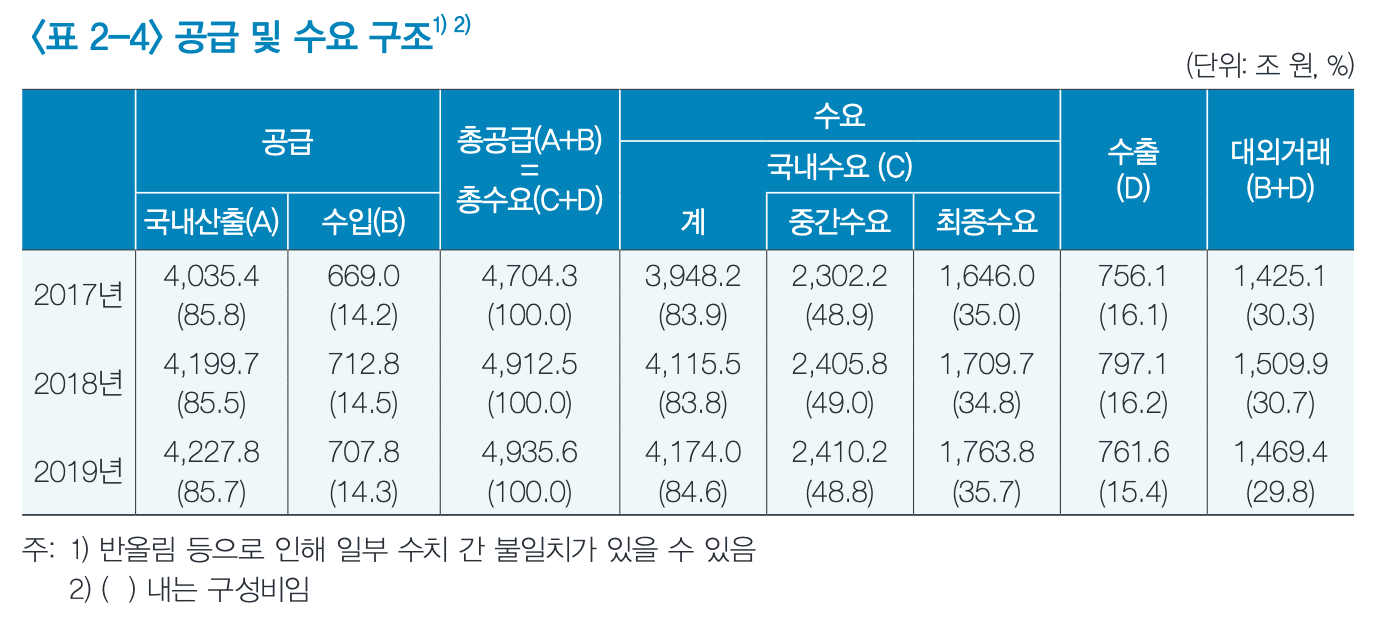 〈표 2-4〉 공급 및 수요 구조1) 2)
(단위: 조 원, %)
공급 총공급(A+B) = 총수요(C+D) 수요 수출 (D) 대외거래 (B+D)
국내수요 (C)
국내산출(A) 수입(B) 계 중간수요 최종수요
2017년 4,035.4 669.0 4,704.3 3,948.2 2,302.2 1,646.0 756.1 1,425.1
(85.8) (14.2) (100.0) (83.9) (48.9) (35.0) (16.1) (30.3)
2018년 4,199.7 712.8 4,912.5 4,115.5 2,405.8 1,709.7 797.1 1,509.9
(85.5) (14.5) (100.0) (83.8) (49.0) (34.8) (16.2) (30.7)
2019년 4,227.8 707.8 4,935.6 4,174.0 2,410.2 1,763.8 761.6 1,469.4
(85.7) (14.3) (100.0) (84.6) (48.8) (35.7) (15.4) (29.8)
주: 1) 반올림 등으로 인해 일부 수치 간 불일치가 있을 수 있음
2) ( ) 내는 구성비임